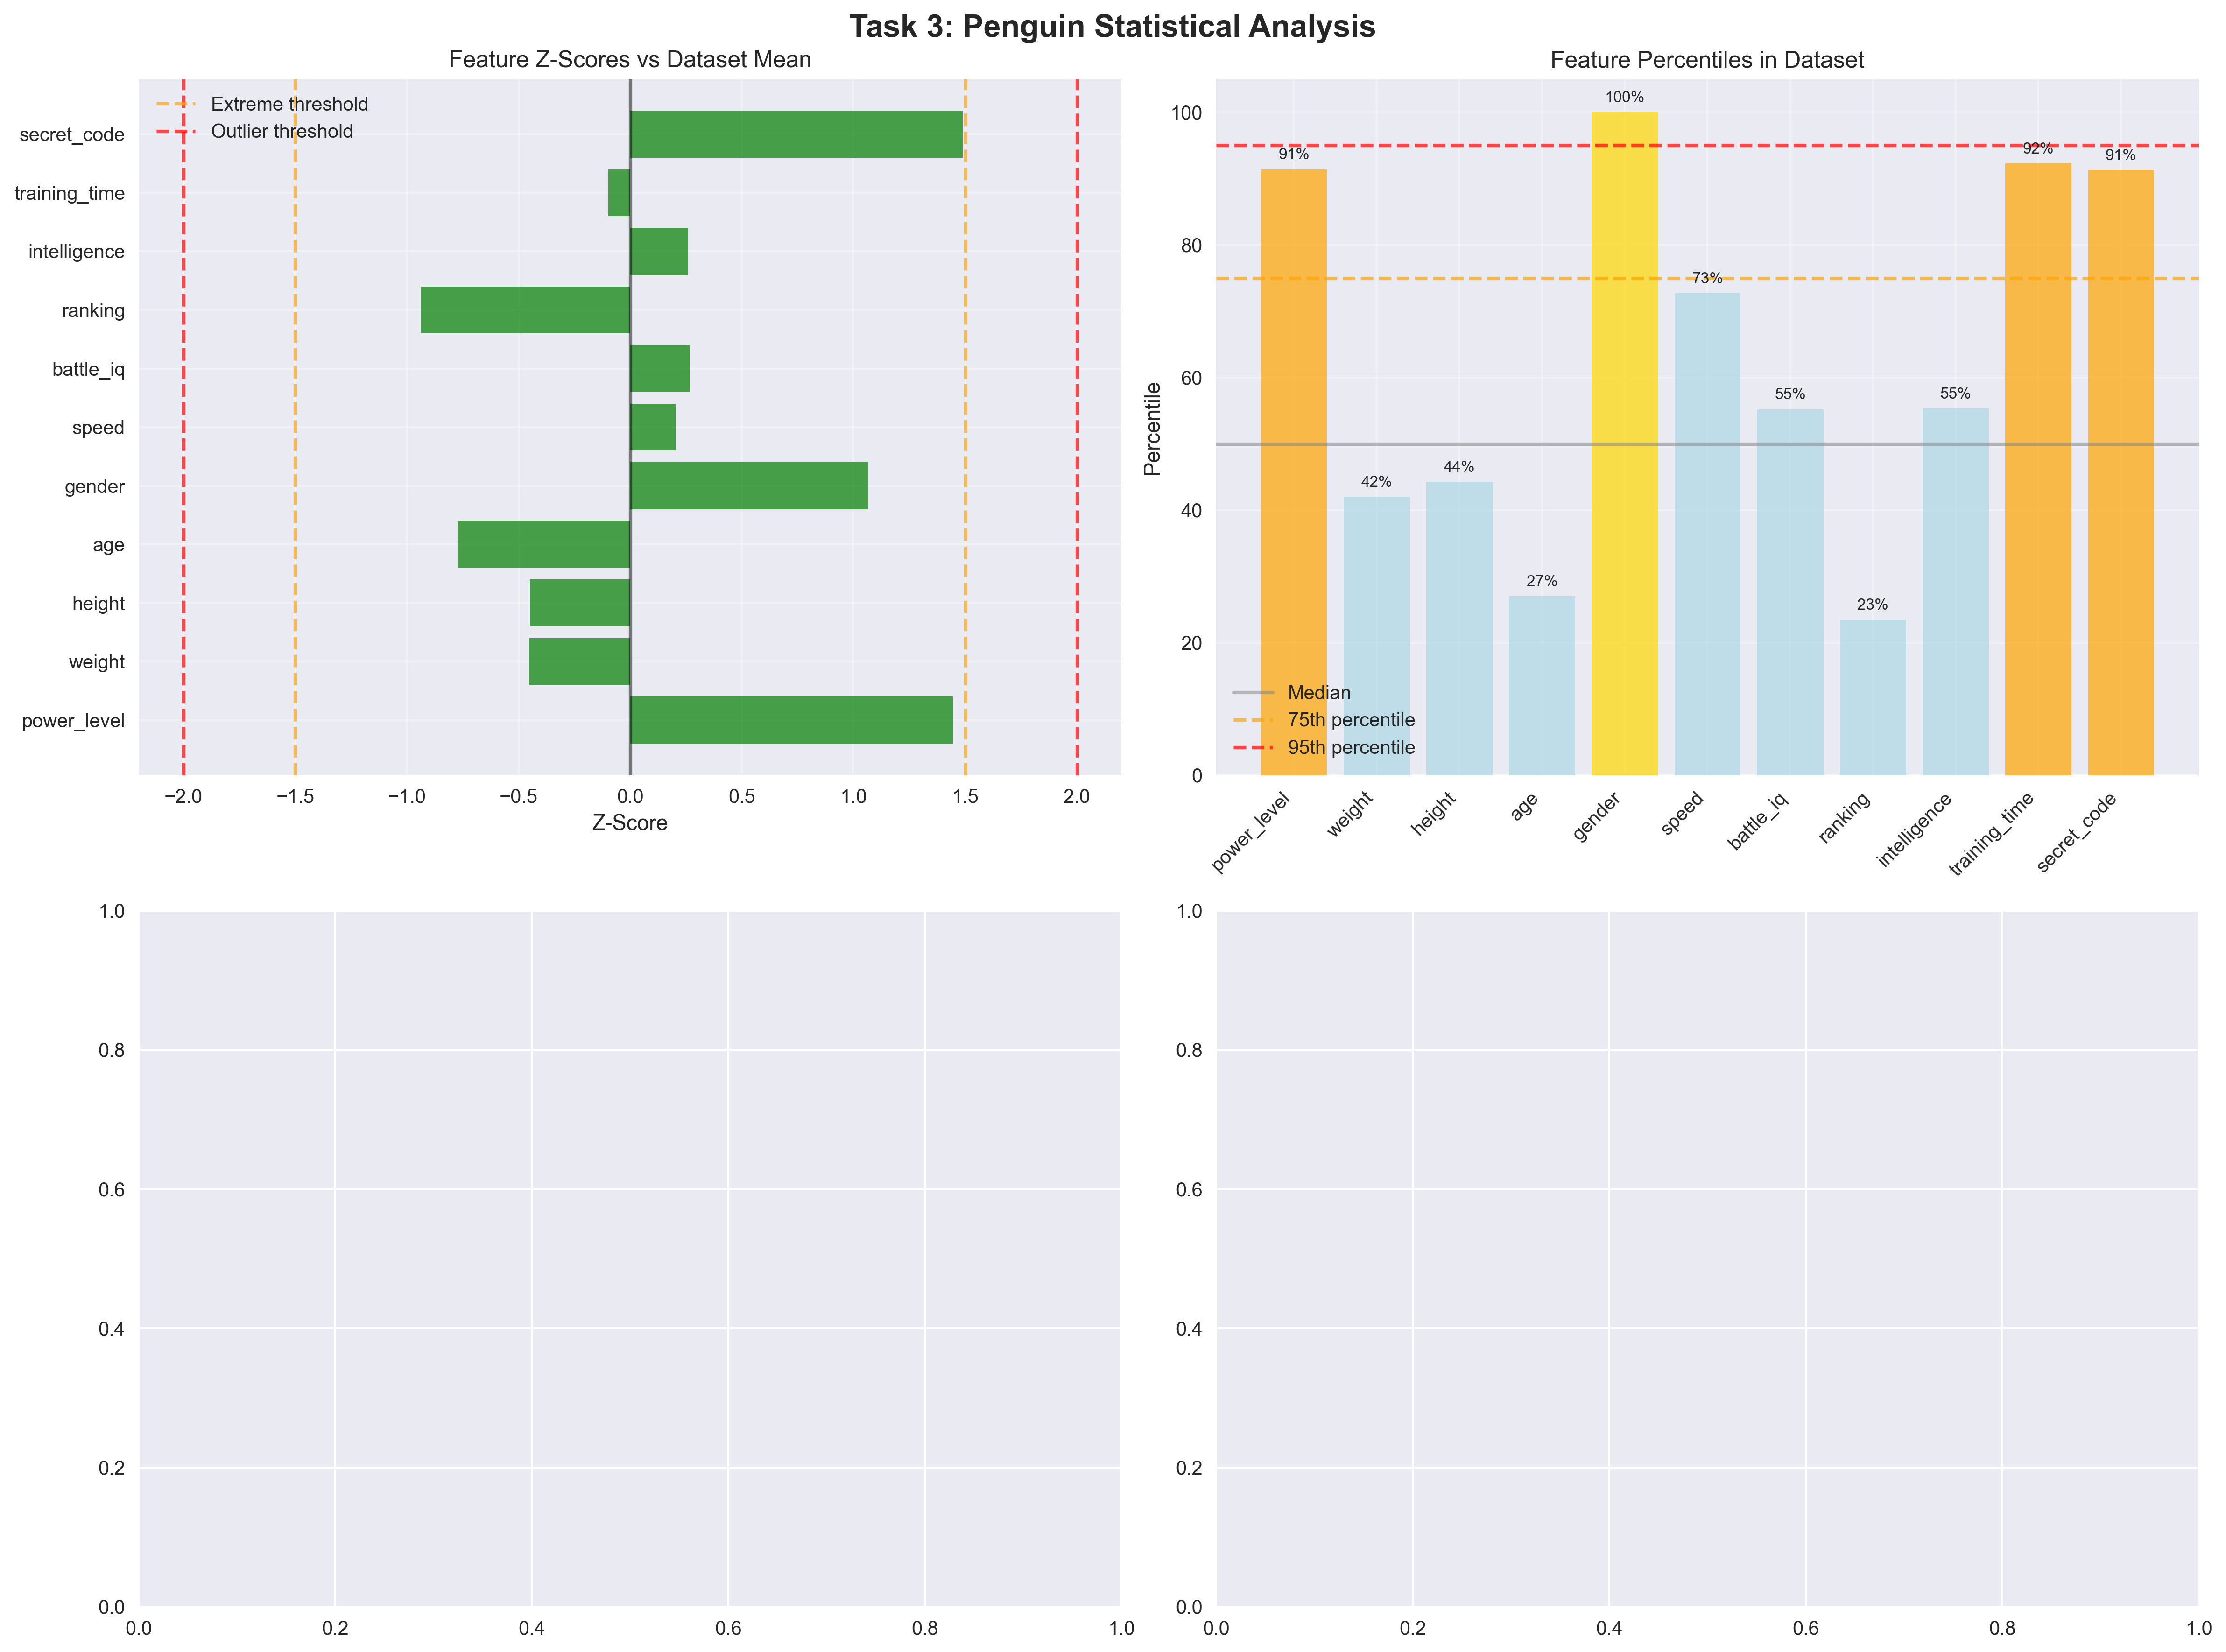 Task 3: Penguin Statistical Analysis
Feature Z-Scores vs Dataset Mean
Extreme threshold
Outlier threshold
secret_code
training_time
intelligence
ranking
battle_iq
speed
gender
age
height
weight
power_level
−2.0 −1.5 −1.0 −0.5 0.0 0.5 1.0 1.5 2.0
Z-Score
Feature Percentiles in Dataset
100
80
60
40
20
0
Percentile
91% 42% 44% 27% 100% 73% 55% 23% 55% 92% 91%
Median
75th percentile
95th percentile
power_level weight height age gender speed battle_iq ranking intelligence training_time secret_code
1.0
0.8
0.6
0.4
0.2
0.0
0.0 0.2 0.4 0.6 0.8 1.0
1.0
0.8
0.6
0.4
0.2
0.0
0.0 0.2 0.4 0.6 0.8 1.0